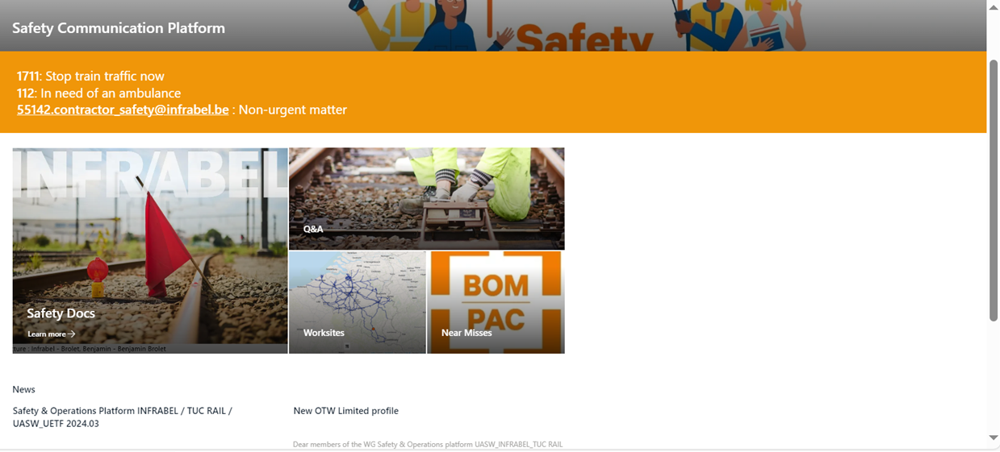 Safety Communication Platform
Safety
1711: Stop train traffic now
112: In need of an ambulance
55142.contractor_safety@infrabel.be : Non-urgent matter
INFRABEL
Q&A
Safety Docs
Learn more
ture : Infrabel - Brolet, Benjamin - Benjamin Brolet
Worksites
BOM
PAC
Near Misses
News
Safety & Operations Platform INFRABEL / TUC RAIL /
UASW_UETF 2024.03
New OTW Limited profile
Dear members of the WG Safety & Operations platform UASW_INFRABEL_TUC RAIL